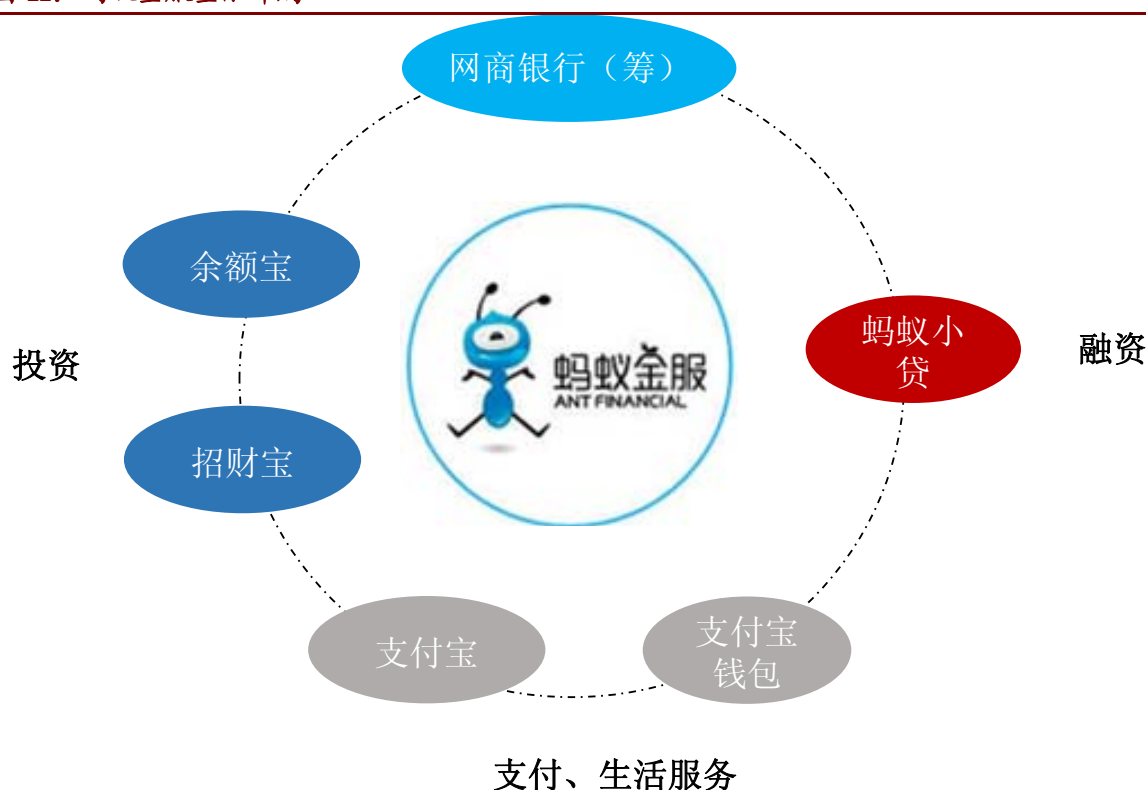 网商银行（筹）
余额宝
蚂蚁小
贷
融资
投资
蚂蚁金服
ANT FINANCIAL
招财宝
支付宝
支付宝
钱包
支付、生活服务